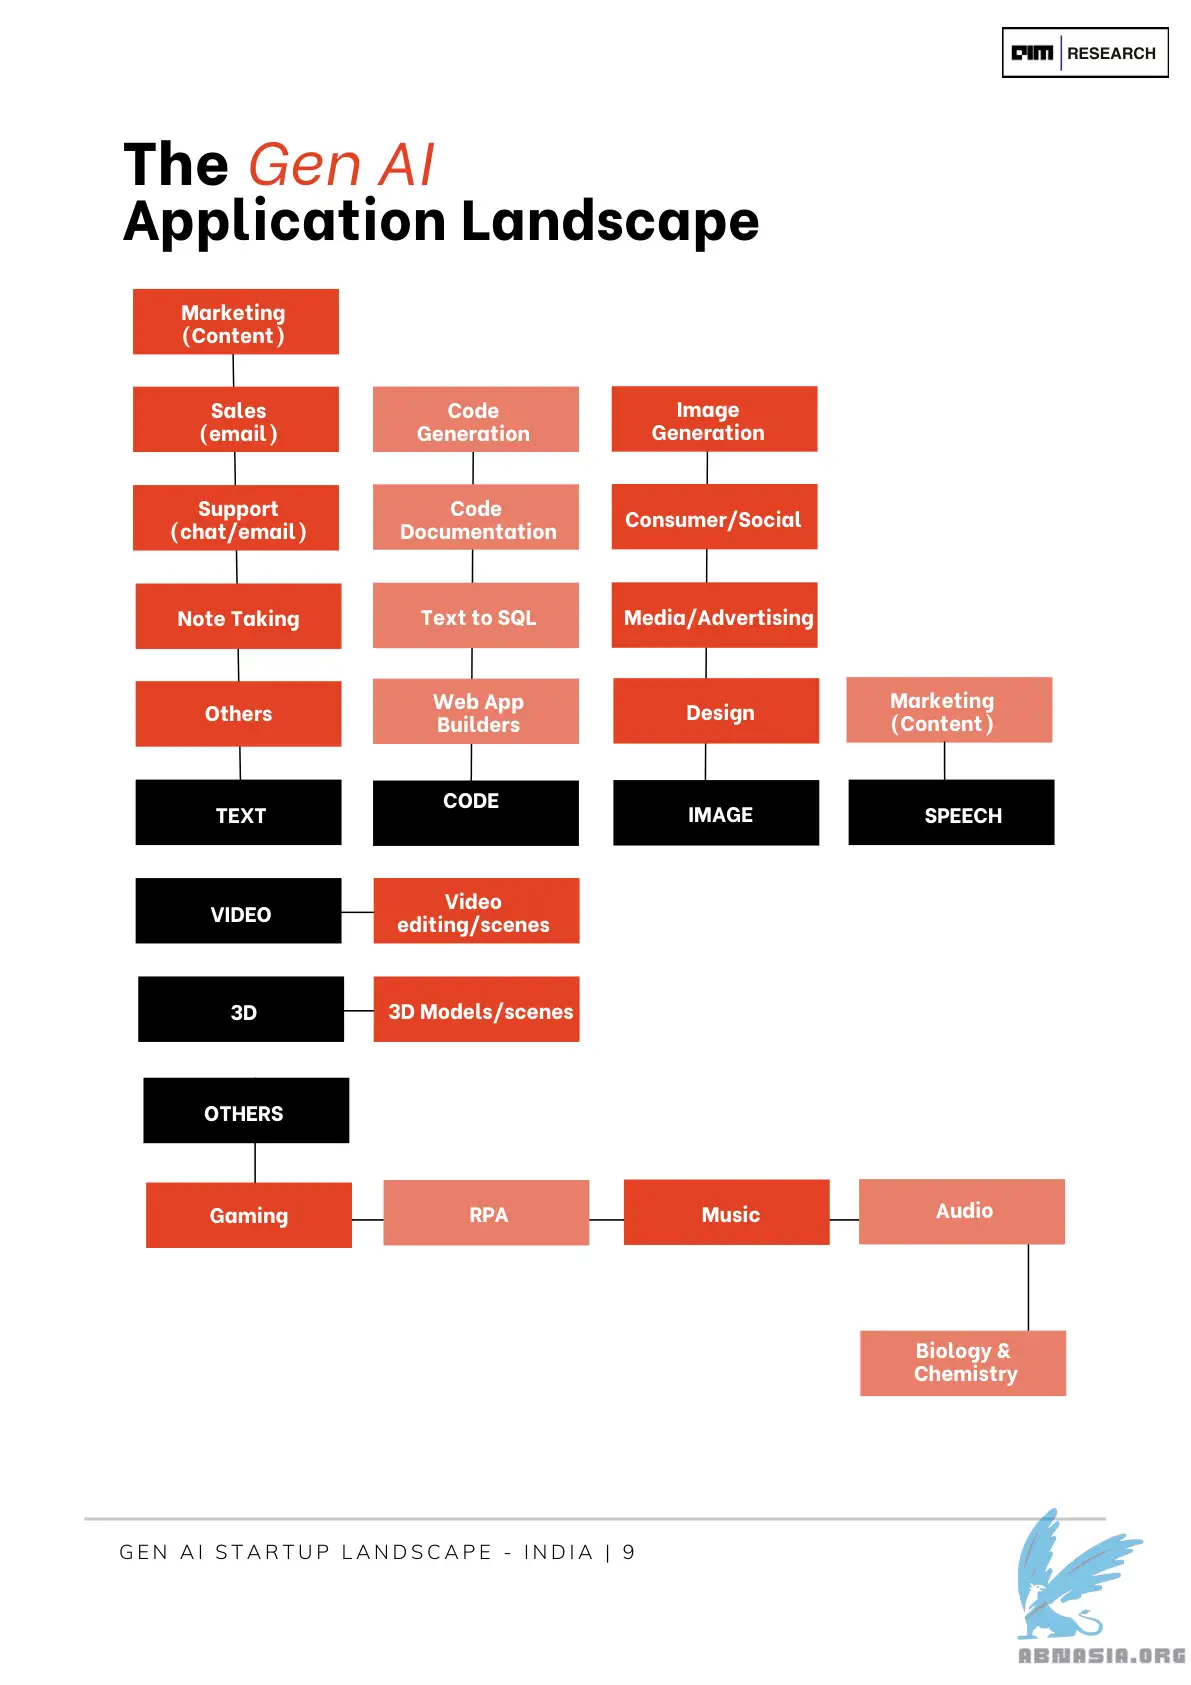 AIM RESEARCH
The Gen AI
Application Landscape
Marketing
(Content)
Sales
(email)
Code
Generation
Image
Generation
Support
(chat/email)
Code
Documentation
Consumer/Social
Note Taking
Text to SQL
Media/Advertising
Others
Web App
Builders
Design
Marketing
(Content)
TEXT
CODE
IMAGE
SPEECH
VIDEO
Video
editing/scenes
3D
3D Models/scenes
OTHERS
Gaming
RPA
Music
Audio
Biology &
Chemistry
GEN AI STARTUP LANDSCAPE - INDIA | 9
ABNASIA.ORG